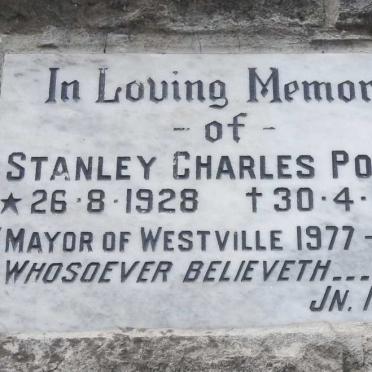 In Loving Memor
- of -
STANLEY CHARLES PO
★ 26·8·1928 † 30·4·
MAYOR OF WESTVILLE 1977 -
WHOSOEVER BELIEVETH....
JN.